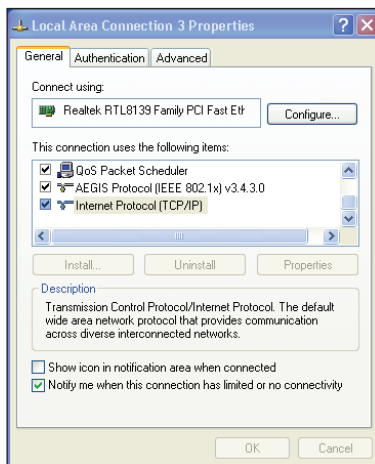 Local Area Connection 3 Properties
General Authentication Advanced
Connect using:
Realtek RTL8139 Family PCI Fast Eth
Configure...
This connection uses the following items:
QoS Packet Scheduler
AEGIS Protocol (IEEE 802.1x) v3.4.3.0
Internet Protocol (TCP/IP)
Install... Uninstall Properties
Description
Transmission Control Protocol/Internet Protocol. The default
wide area network protocol that provides communication
across diverse interconnected networks.
Show icon in notification area when connected
Notify me when this connection has limited or no connectivity
OK Cancel